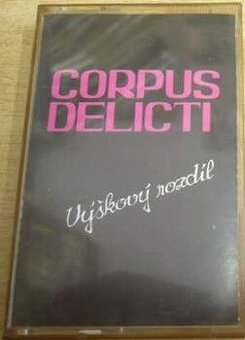 CORPUS
DELICTI
Výškový rozdíl